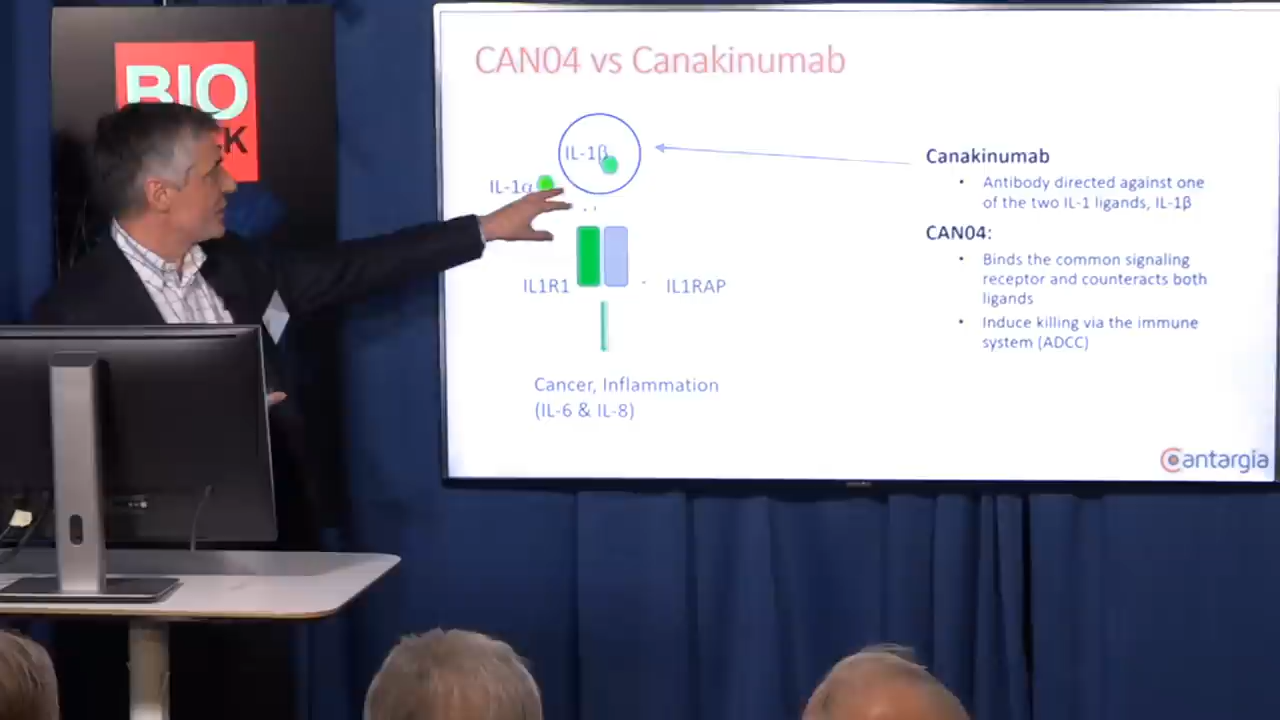 BIO
K
CAN04 vs Canakinumab
IL-1β
IL-1α
IL1R1
IL1RAP
Cancer, Inflammation
(IL-6 & IL-8)
Canakinumab
• Antibody directed against one
of the two IL-1 ligands, IL-1β
CAN04:
• Binds the common signaling
receptor and counteracts both
ligands
• Induce killing via the immune
system (ADCC)
Cantargia